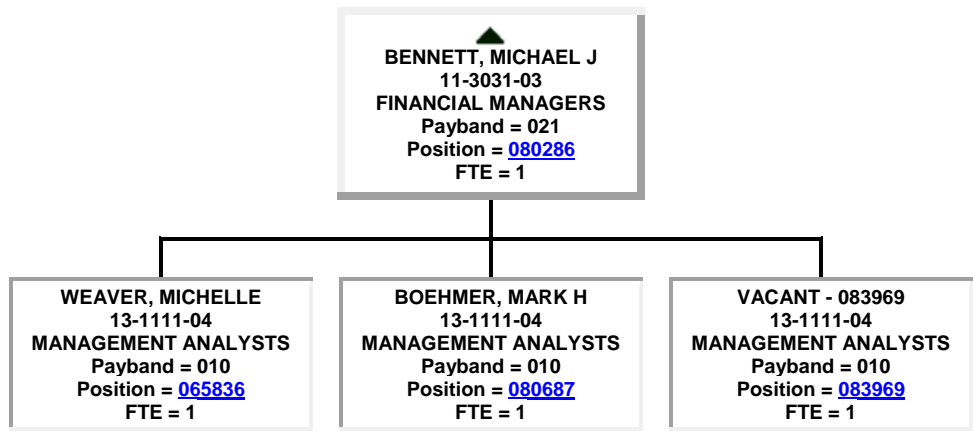 BENNETT, MICHAEL J
11-3031-03
FINANCIAL MANAGERS
Payband = 021
Position = 080286
FTE = 1
WEAVER, MICHELLE
13-1111-04
MANAGEMENT ANALYSTS
Payband = 010
Position = 065836
FTE = 1
BOEHMER, MARK H
13-1111-04
MANAGEMENT ANALYSTS
Payband = 010
Position = 080687
FTE = 1
VACANT - 083969
13-1111-04
MANAGEMENT ANALYSTS
Payband = 010
Position = 083969
FTE = 1